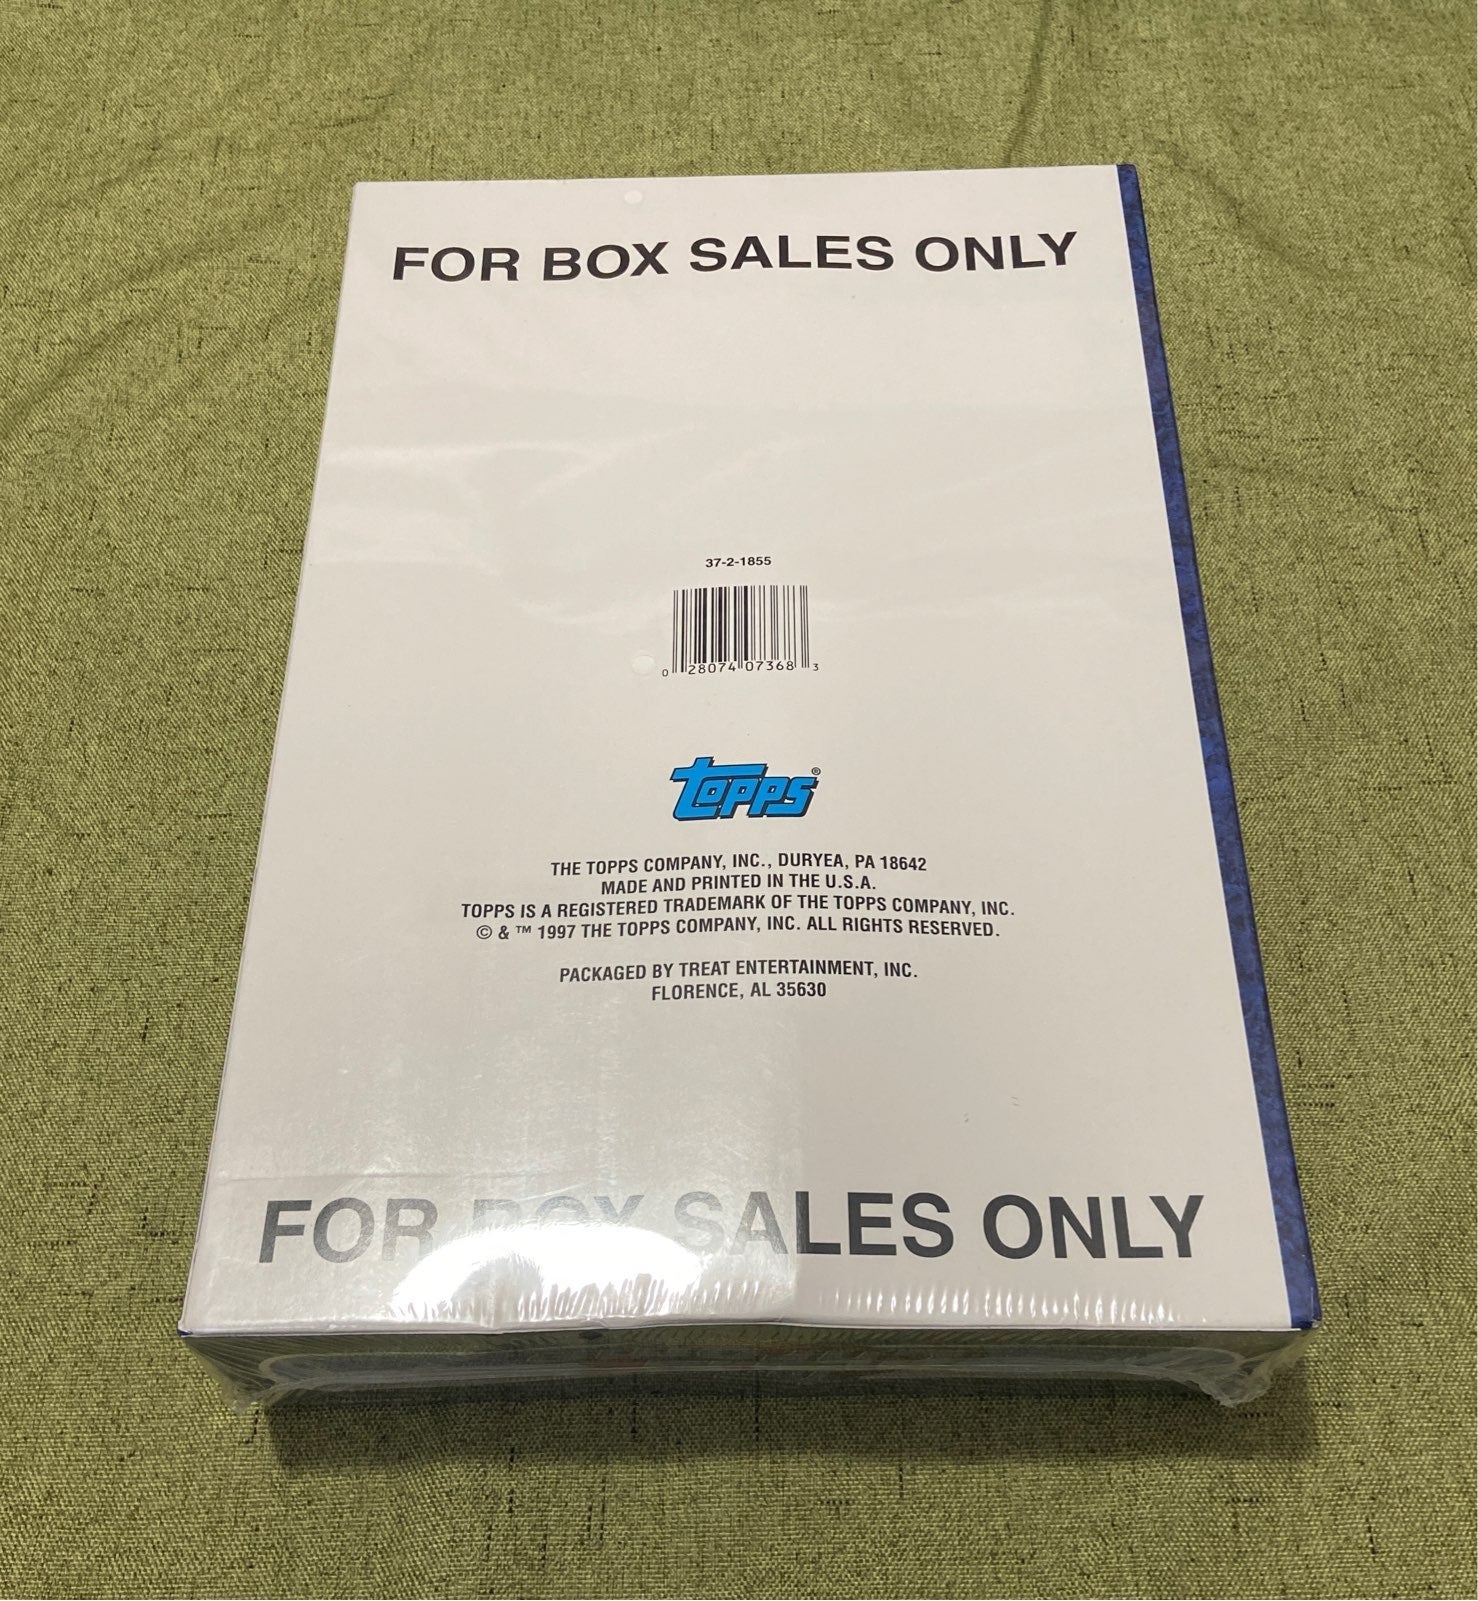 FOR BOX SALES ONLY
37-2-1855
0 28074 07368 3
TOPPS®
THE TOPPS COMPANY, INC., DURYEA, PA 18642
MADE AND PRINTED IN THE U.S.A.
TOPPS IS A REGISTERED TRADEMARK OF THE TOPPS COMPANY, INC.
© & ™ 1997 THE TOPPS COMPANY, INC. ALL RIGHTS RESERVED.
PACKAGED BY TREAT ENTERTAINMENT, INC.
FLORENCE, AL 35630
FOR BOX SALES ONLY